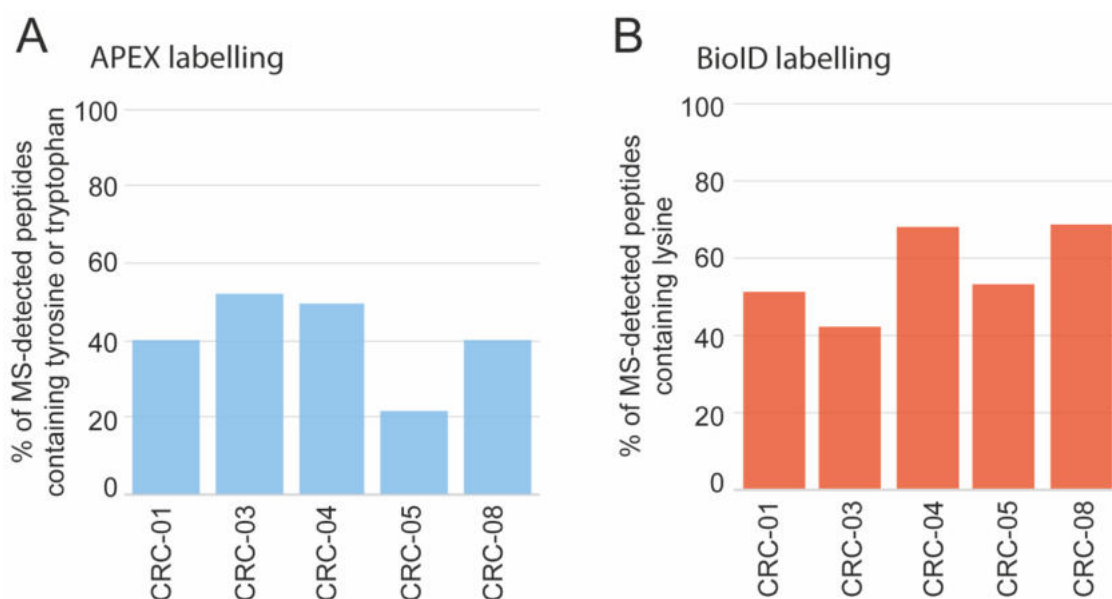 A
APEX labelling
% of MS-detected peptides
containing tyrosine or tryptophan
100
80
60
40
20
0
CRC-01
CRC-03
CRC-04
CRC-05
CRC-08
B
BioID labelling
% of MS-detected peptides
containing lysine
100
80
60
40
20
0
CRC-01
CRC-03
CRC-04
CRC-05
CRC-08